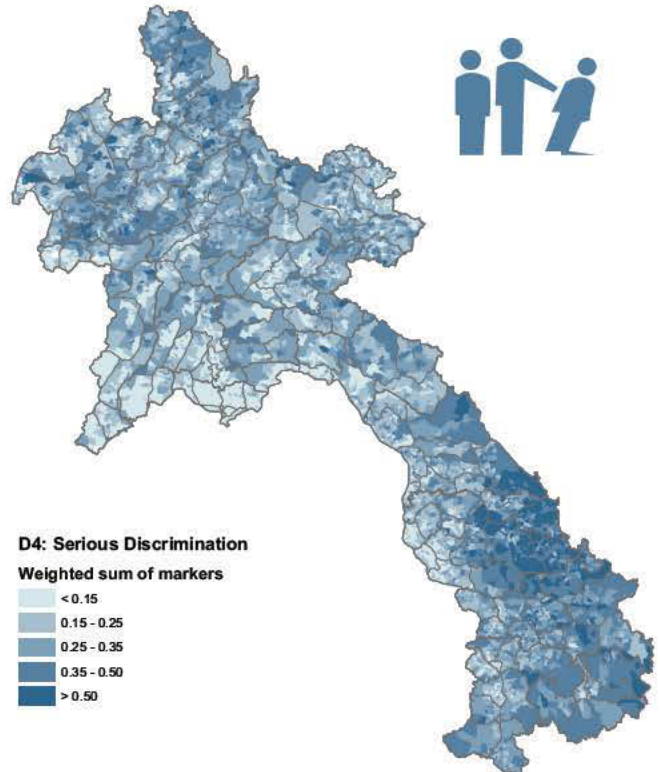 D4: Serious Discrimination
Weighted sum of markers
< 0.15
0.15 - 0.25
0.25 - 0.35
0.35 - 0.50
> 0.50